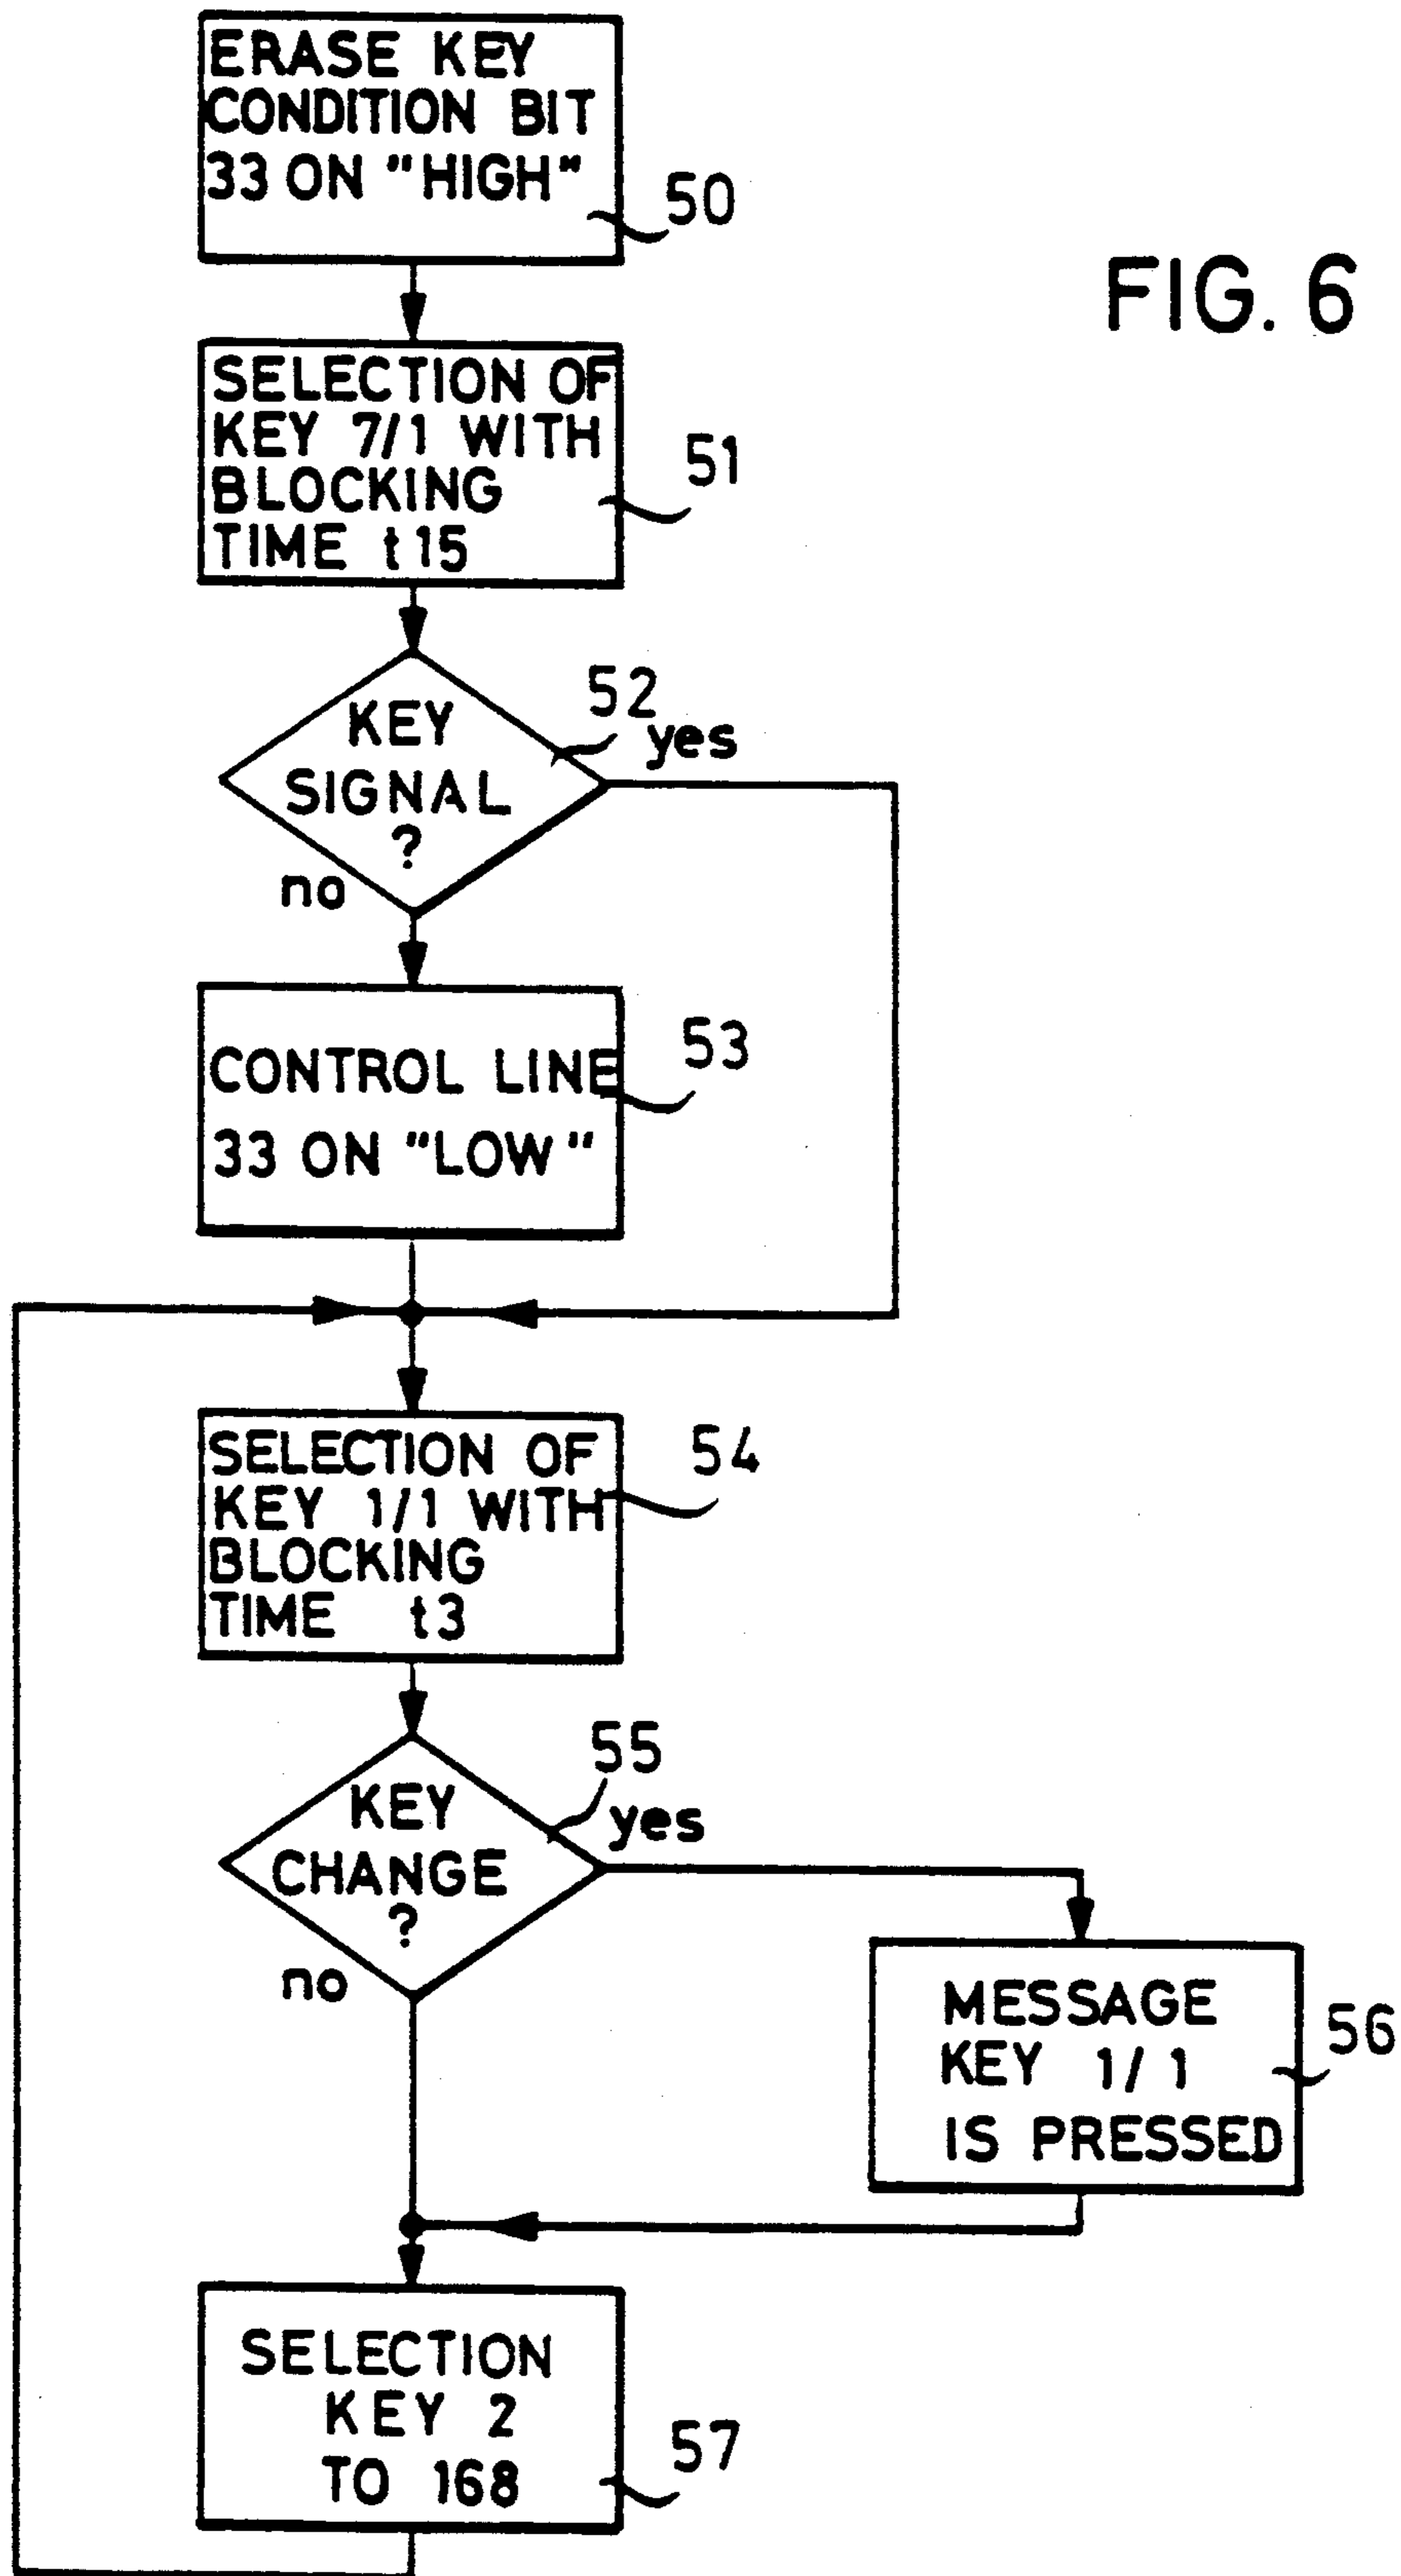 ERASE KEY
CONDITION BIT
33 ON "HIGH"
50
FIG. 6
SELECTION OF
KEY 7/1 WITH
BLOCKING
TIME t15
51
KEY
SIGNAL
?
52
yes
no
CONTROL LINE
33 ON "LOW"
53
SELECTION OF
KEY 1/1 WITH
BLOCKING
TIME t3
54
KEY
CHANGE
?
55
yes
no
MESSAGE
KEY 1/1
IS PRESSED
56
SELECTION
KEY 2
TO 168
57